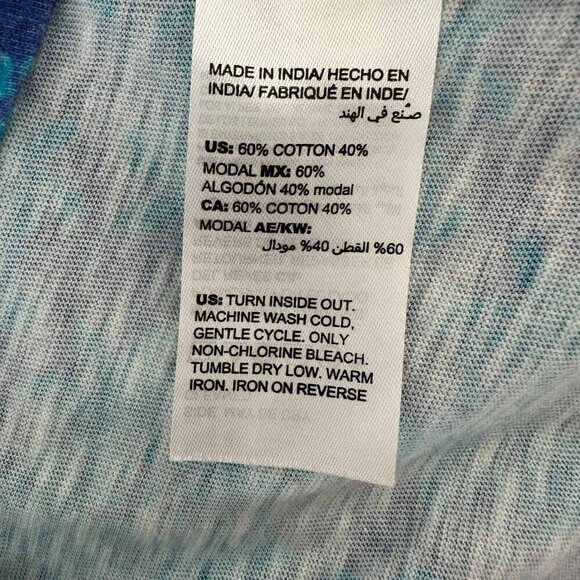 MADE IN INDIA/ HECHO EN
INDIA/ FABRIQUÉ EN INDE/
صُنع في الهند
US: 60% COTTON 40%
MODAL MX: 60%
ALGODÓN 40% modal
CA: 60% COTON 40%
MODAL AE/KW:
60% القطن 40% مودال
US: TURN INSIDE OUT.
MACHINE WASH COLD,
GENTLE CYCLE. ONLY
NON-CHLORINE BLEACH.
TUMBLE DRY LOW. WARM
IRON. IRON ON REVERSE